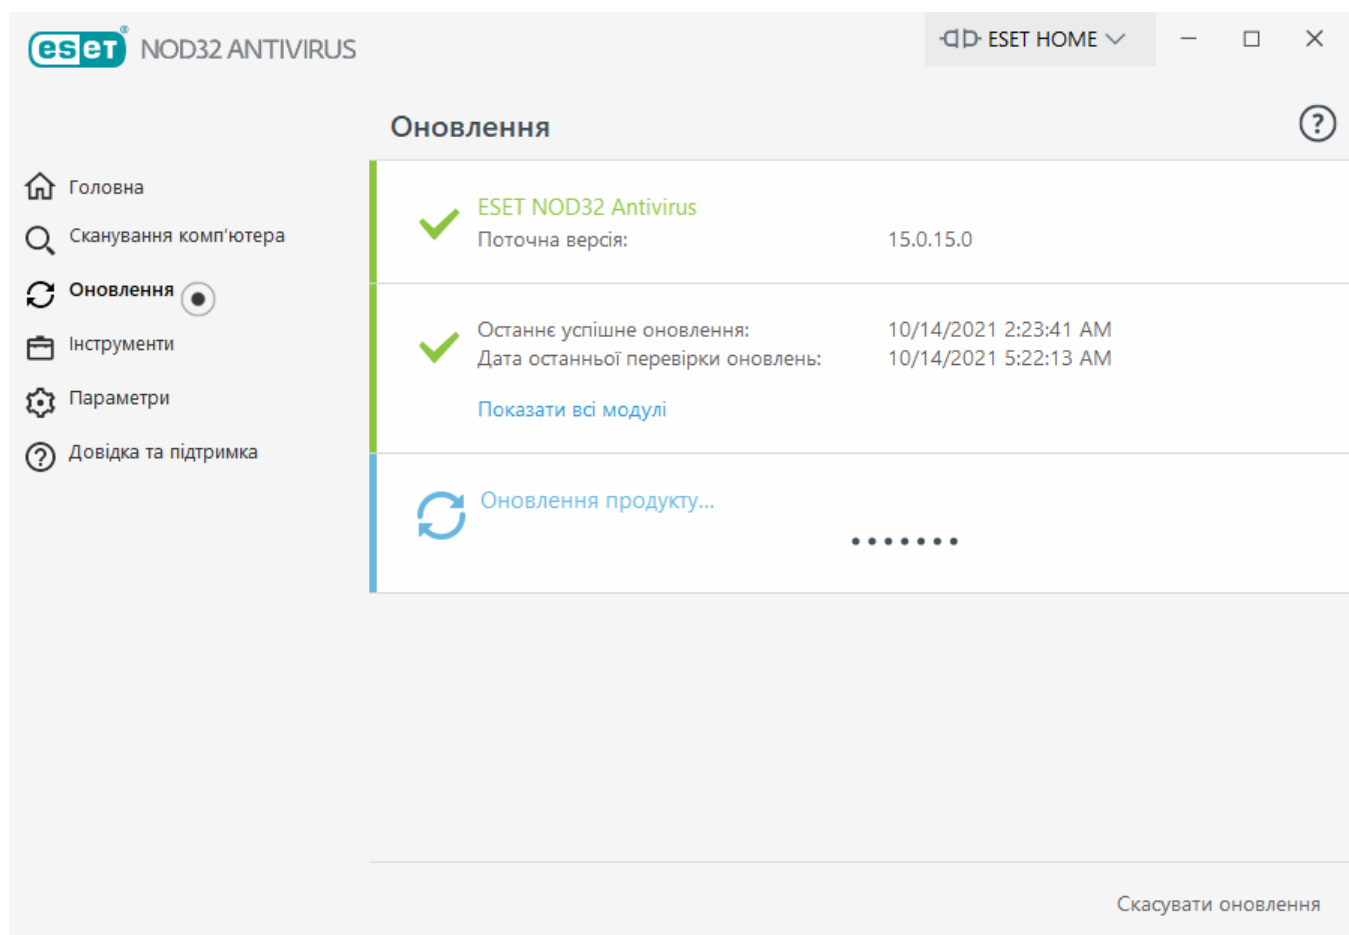 eseT® NOD32 ANTIVIRUS
ESET HOME
Оновлення
?
Головна
Сканування комп'ютера
Оновлення
Інструменти
Параметри
Довідка та підтримка
ESET NOD32 Antivirus
Поточна версія: 15.0.15.0
Останнє успішне оновлення: 10/14/2021 2:23:41 AM
Дата останньої перевірки оновлень: 10/14/2021 5:22:13 AM
Показати всі модулі
Оновлення продукту...
Скасувати оновлення